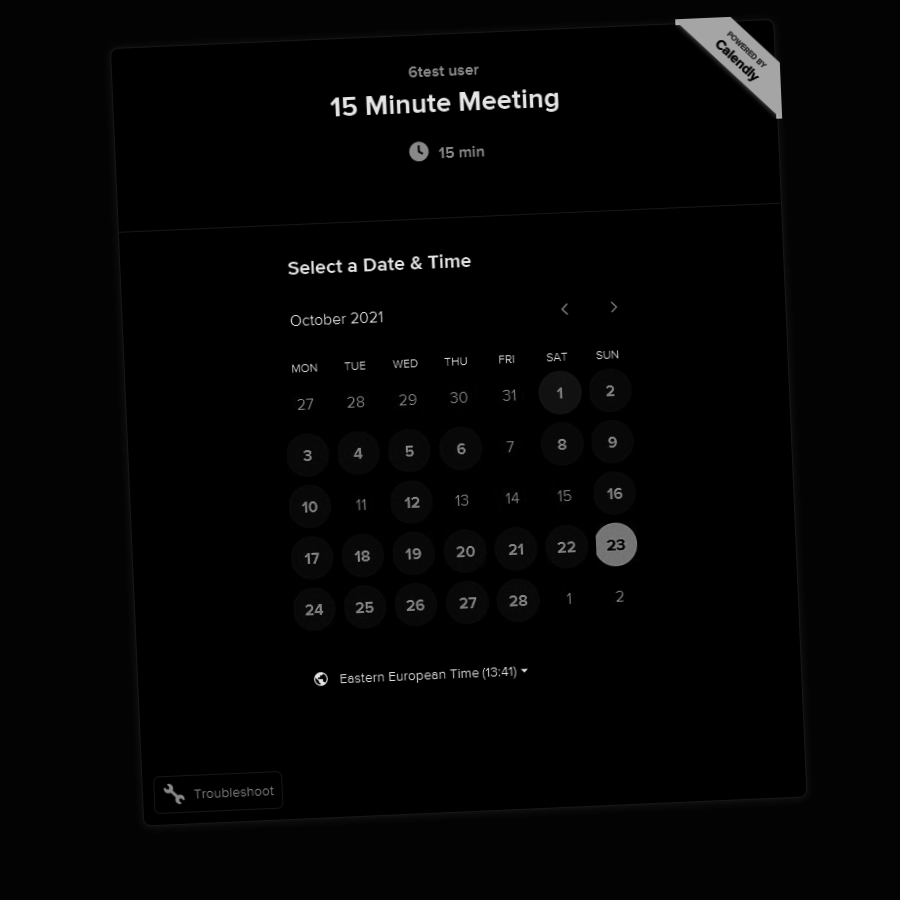 POWERED BY
Calendly
6test user
15 Minute Meeting
15 min
Select a Date & Time
October 2021
MON TUE WED THU FRI SAT SUN
27 28 29 30 31 1 2
3 4 5 6 7 8 9
10 11 12 13 14 15 16
17 18 19 20 21 22 23
24 25 26 27 28 1 2
Eastern European Time (13:41)
Troubleshoot